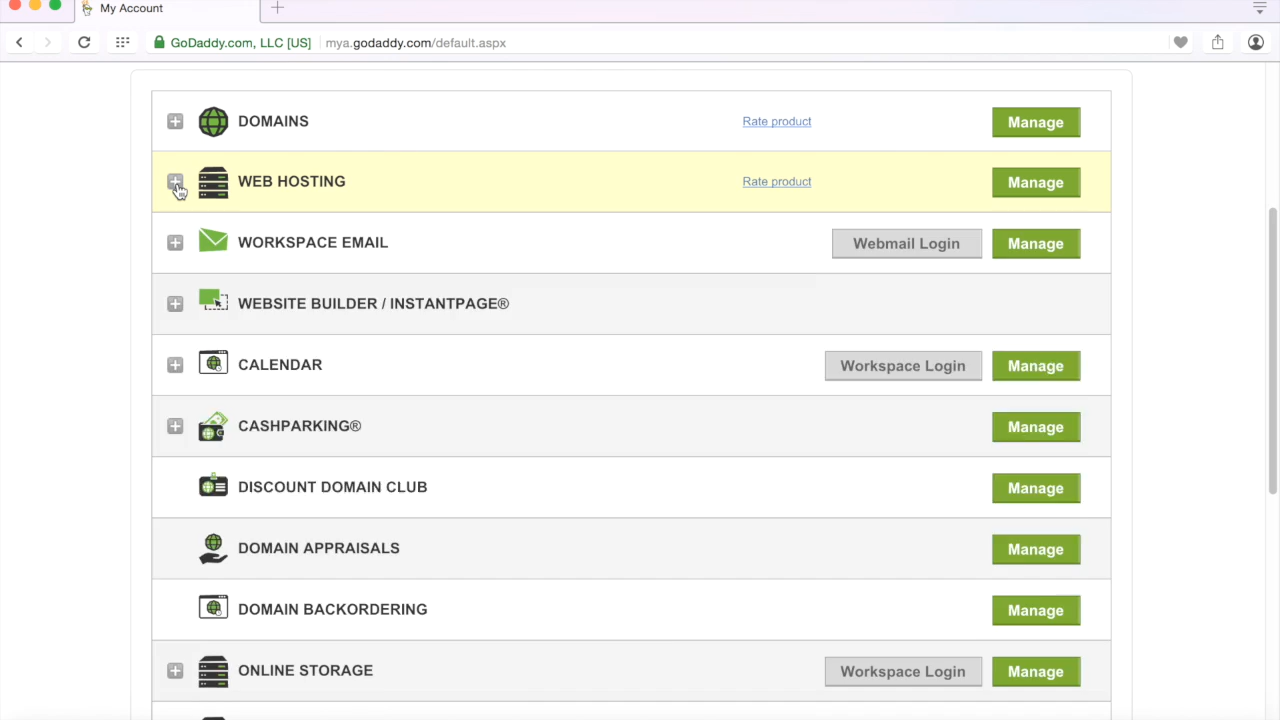 My Account
GoDaddy.com, LLC [US] mya.godaddy.com/default.aspx
DOMAINS Rate product Manage
WEB HOSTING Rate product Manage
WORKSPACE EMAIL Webmail Login Manage
WEBSITE BUILDER / INSTANTPAGE®
CALENDAR Workspace Login Manage
CASHPARKING® Manage
DISCOUNT DOMAIN CLUB Manage
DOMAIN APPRAISALS Manage
DOMAIN BACKORDERING Manage
ONLINE STORAGE Workspace Login Manage